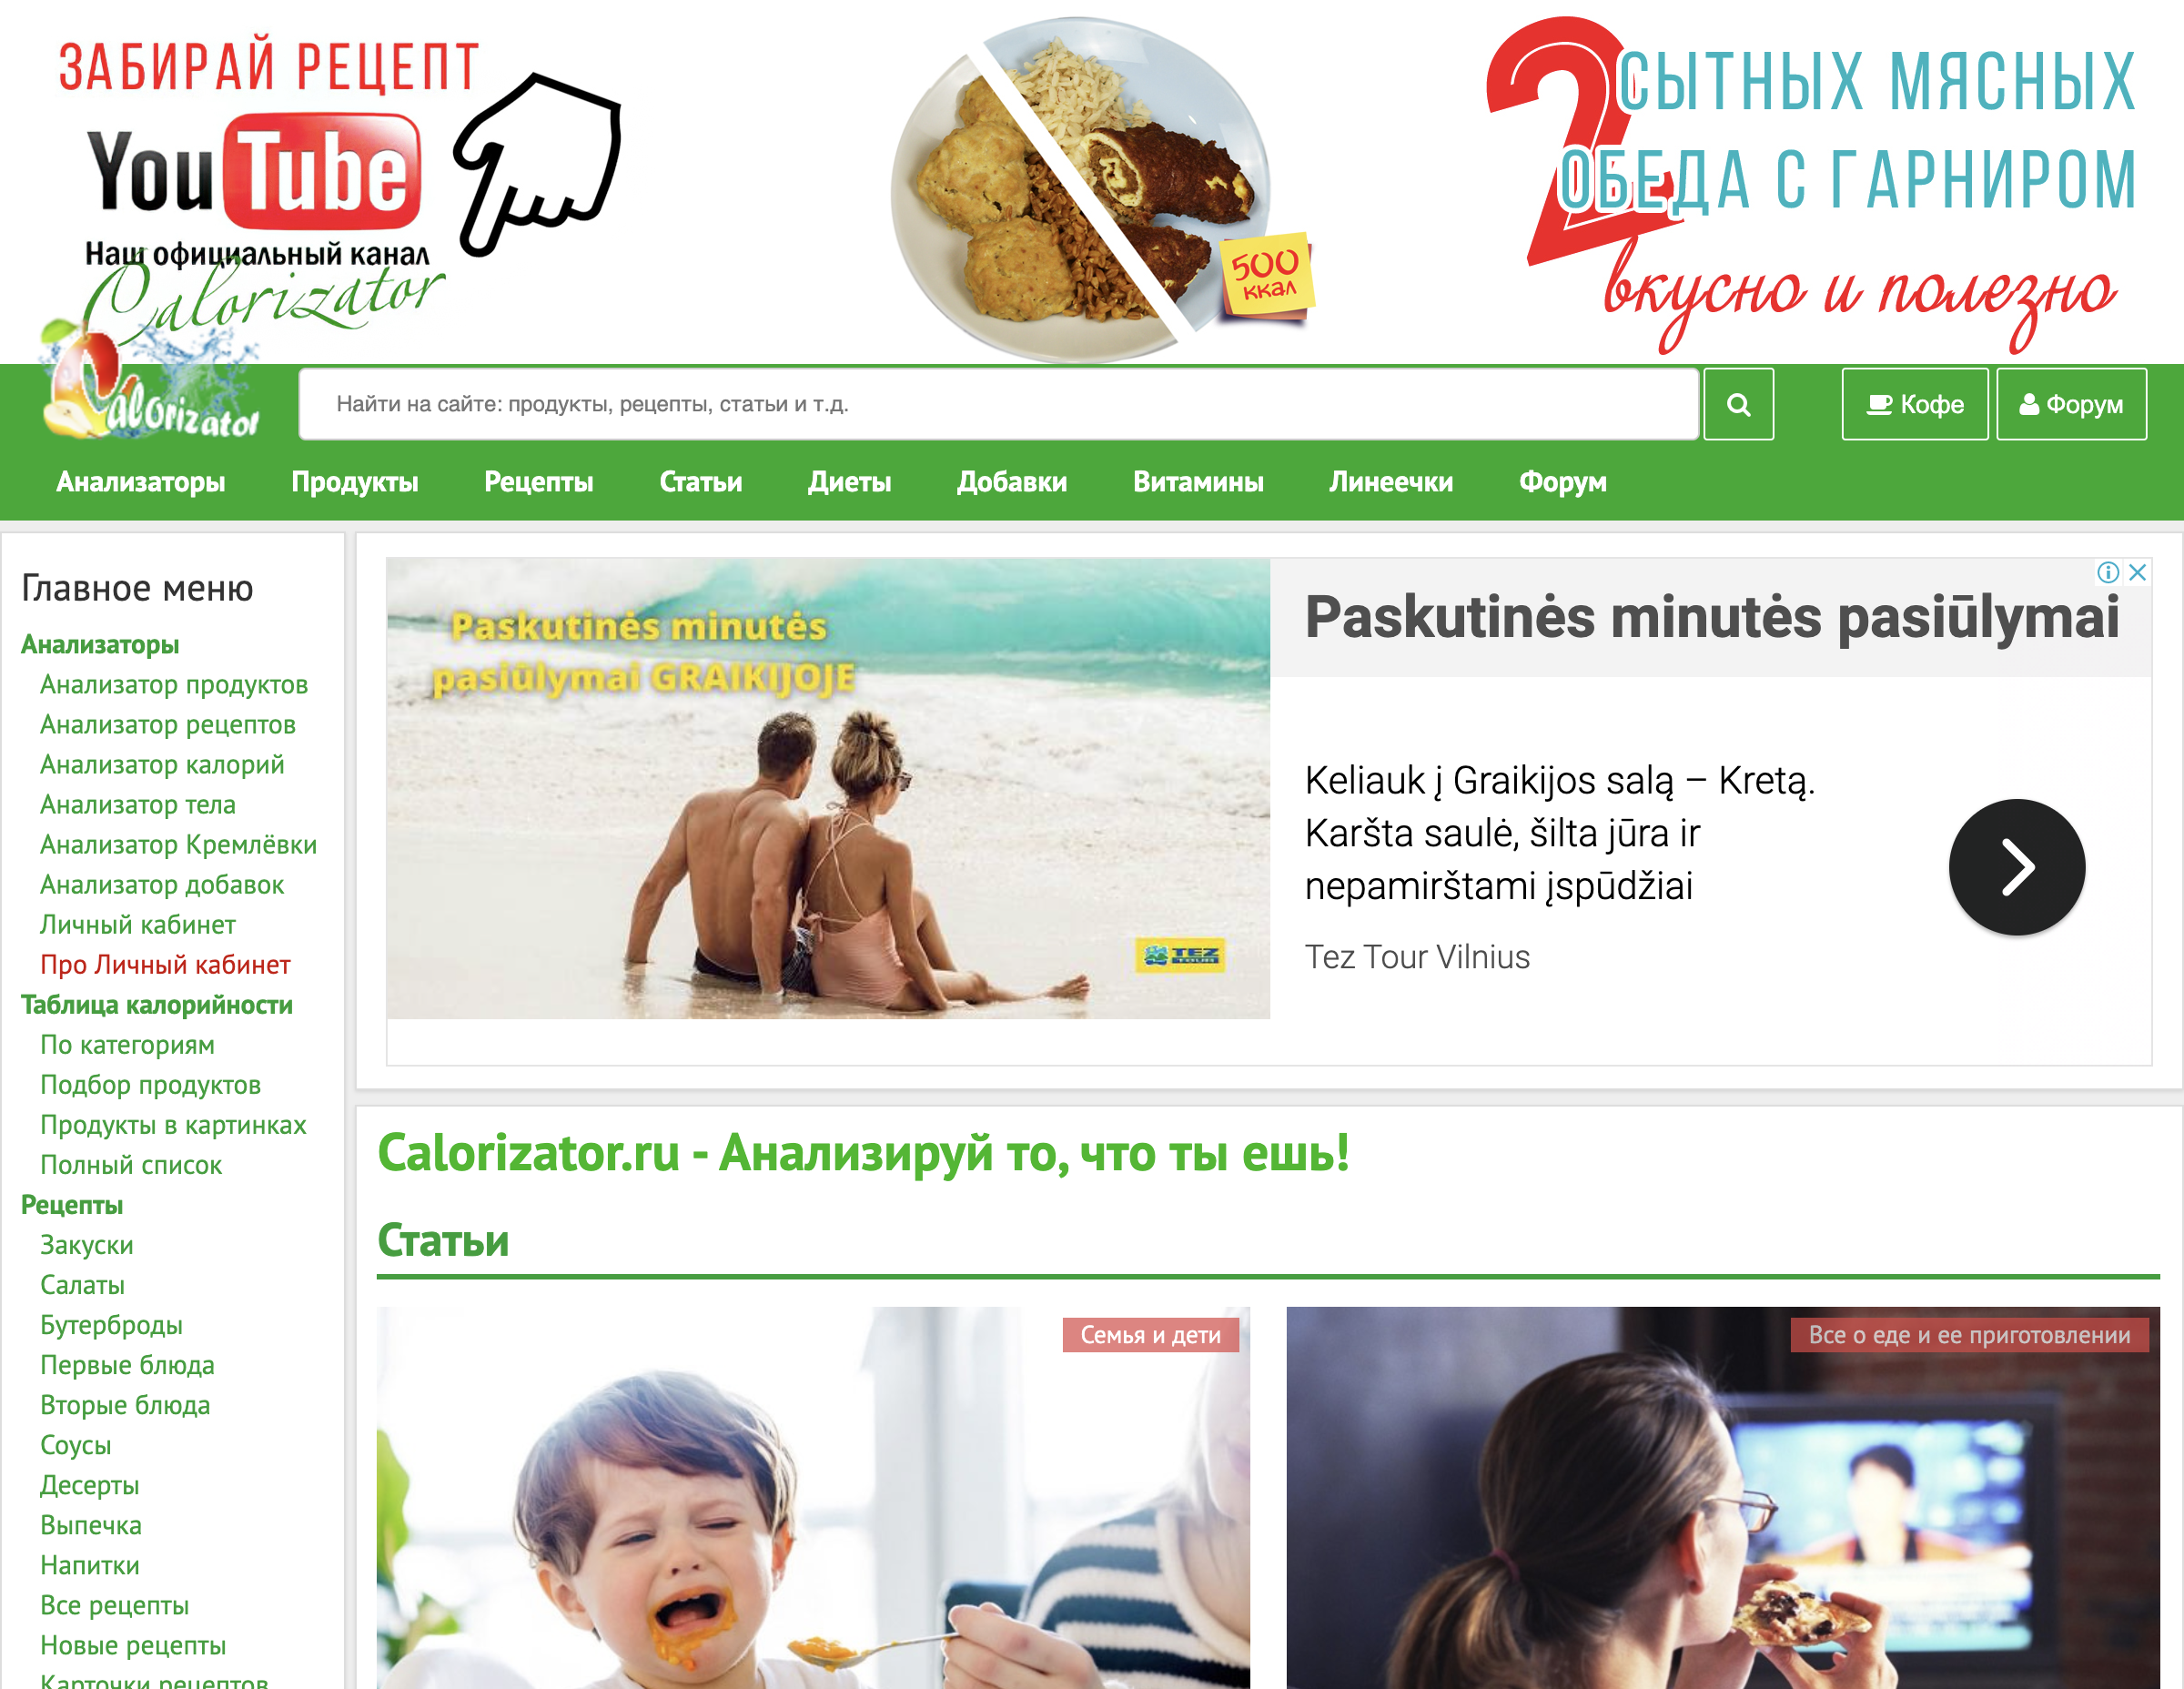 ЗАБИРАЙ РЕЦЕПТ
YouTube
Наш официальный канал
Calorizator
500
ккал
2 СЫТНЫХ МЯСНЫХ
ОБЕДА С ГАРНИРОМ
вкусно и полезно
Calorizator
Найти на сайте: продукты, рецепты, статьи и т.д.
Кофе
Форум
Анализаторы Продукты Рецепты Статьи Диеты Добавки Витамины Линеечки Форум
Главное меню
Анализаторы
Анализатор продуктов
Анализатор рецептов
Анализатор калорий
Анализатор тела
Анализатор Кремлёвки
Анализатор добавок
Личный кабинет
Про Личный кабинет
Таблица калорийности
По категориям
Подбор продуктов
Продукты в картинках
Полный список
Рецепты
Закуски
Салаты
Бутерброды
Первые блюда
Вторые блюда
Соусы
Десерты
Выпечка
Напитки
Все рецепты
Новые рецепты
Карточки рецептов
Paskutinės minutės
pasiūlymai GRAIKIJOJE
TEZ
TOUR
Paskutinės minutės pasiūlymai
Keliauk į Graikijos salą – Kretą.
Karšta saulė, šilta jūra ir
nepamirštami įspūdžiai
Tez Tour Vilnius
Calorizator.ru - Анализируй то, что ты ешь!
Статьи
Семья и дети
Все о еде и ее приготовлении